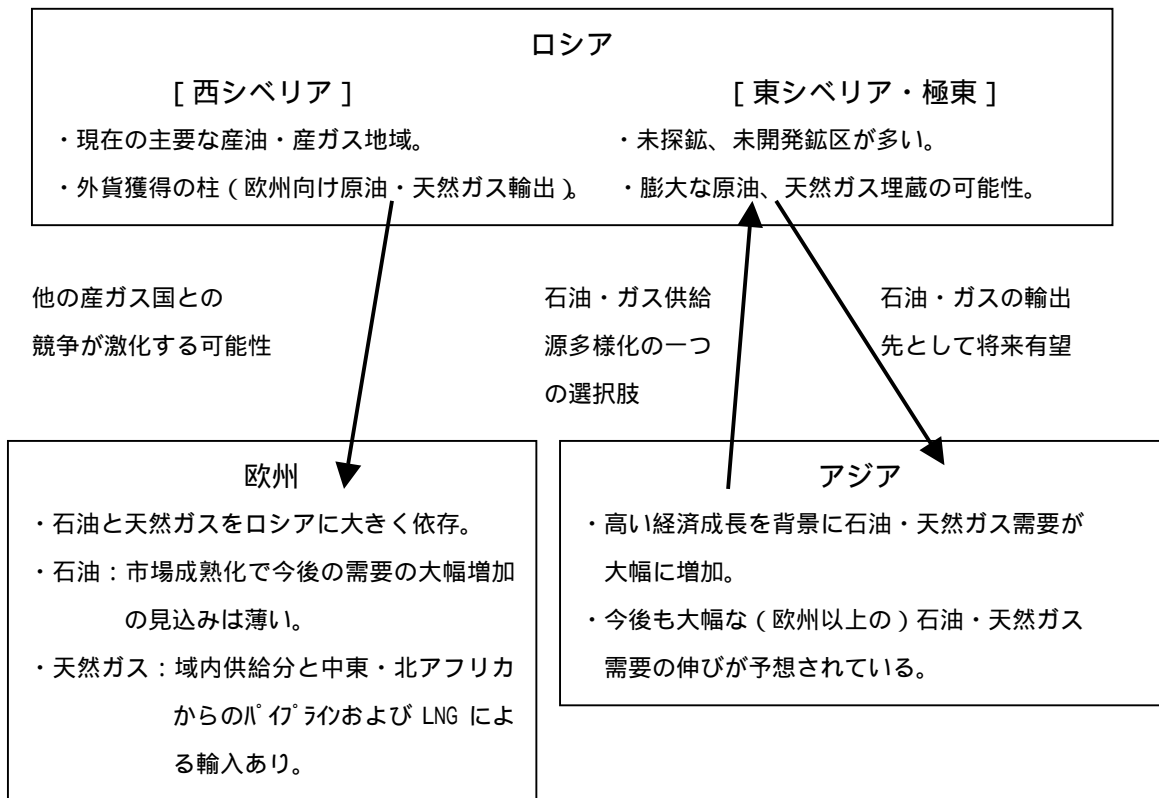 ロシア
[ 西シベリア ]
・現在の主要な産油・産ガス地域。
・外貨獲得の柱（欧州向け原油・天然ガス輸出）。
[ 東シベリア・極東 ]
・未探鉱、未開発鉱区が多い。
・膨大な原油、天然ガス埋蔵の可能性。
他の産ガス国との
競争が激化する可能性
石油・ガス供給
源多様化の一つ
の選択肢
石油・ガスの輸出
先として将来有望
欧州
・石油と天然ガスをロシアに大きく依存。
・石油：市場成熟化で今後の需要の大幅増加
の見込みは薄い。
・天然ガス：域内供給分と中東・北アフリカ
からのﾊﾟｲﾌﾟﾗｲﾝおよび LNG によ
る輸入あり。
アジア
・高い経済成長を背景に石油・天然ガス需要が
大幅に増加。
・今後も大幅な（欧州以上の）石油・天然ガス
需要の伸びが予想されている。